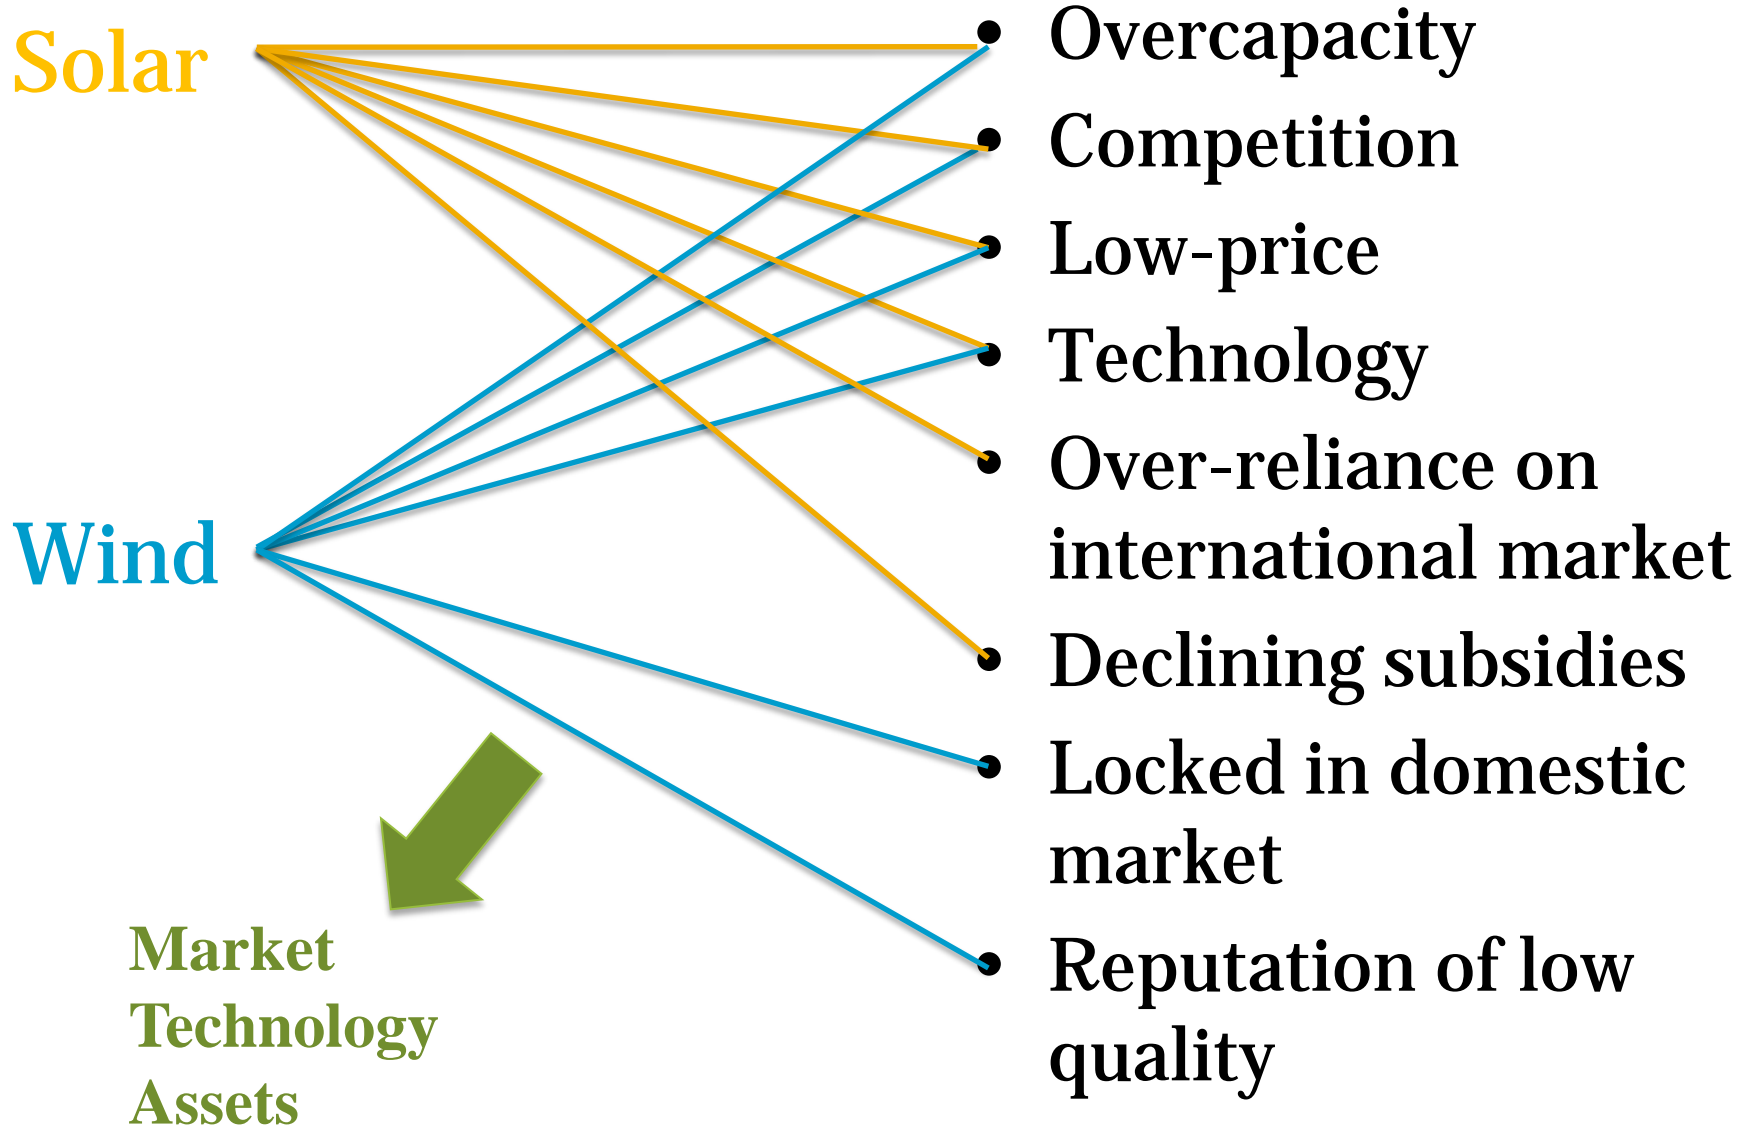 Solar
Wind
Market
Technology
Assets
• Overcapacity
• Competition
• Low-price
• Technology
• Over-reliance on
international market
• Declining subsidies
• Locked in domestic
market
• Reputation of low
quality